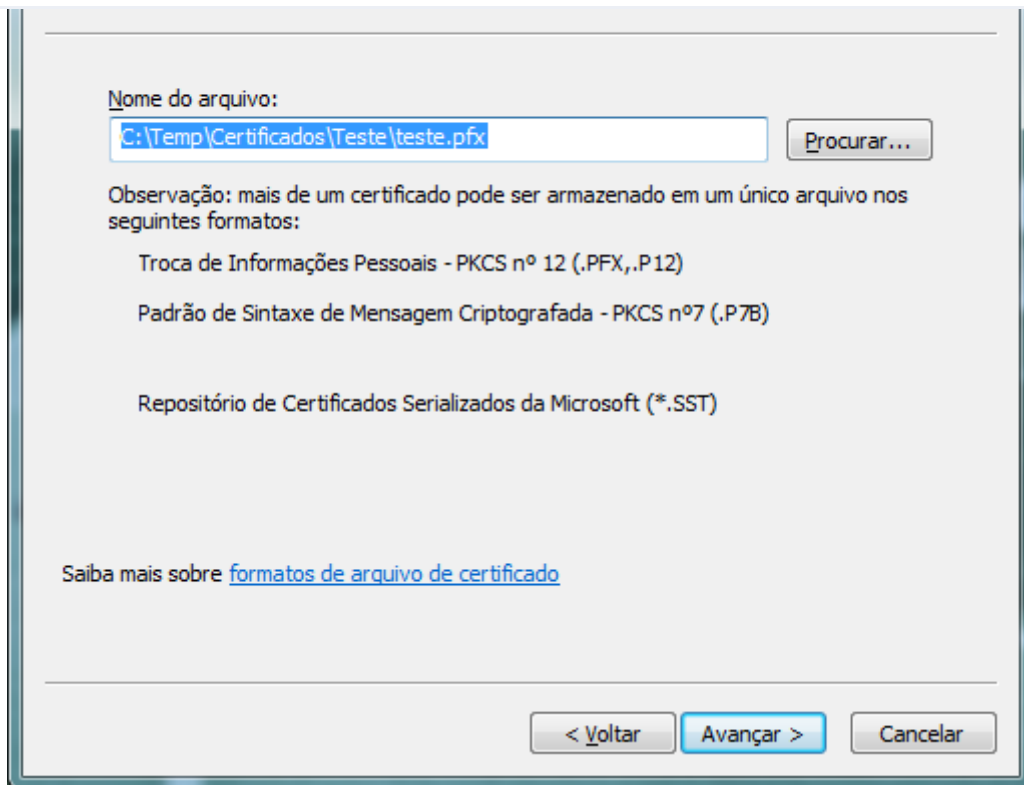 Nome do arquivo:
C:\Temp\Certificados\Teste\teste.pfx
Procurar...
Observação: mais de um certificado pode ser armazenado em um único arquivo nos
seguintes formatos:
Troca de Informações Pessoais - PKCS nº 12 (.PFX,.P12)
Padrão de Sintaxe de Mensagem Criptografada - PKCS nº7 (.P7B)
Repositório de Certificados Serializados da Microsoft (*.SST)
Saiba mais sobre formatos de arquivo de certificado
< Voltar
Avançar >
Cancelar